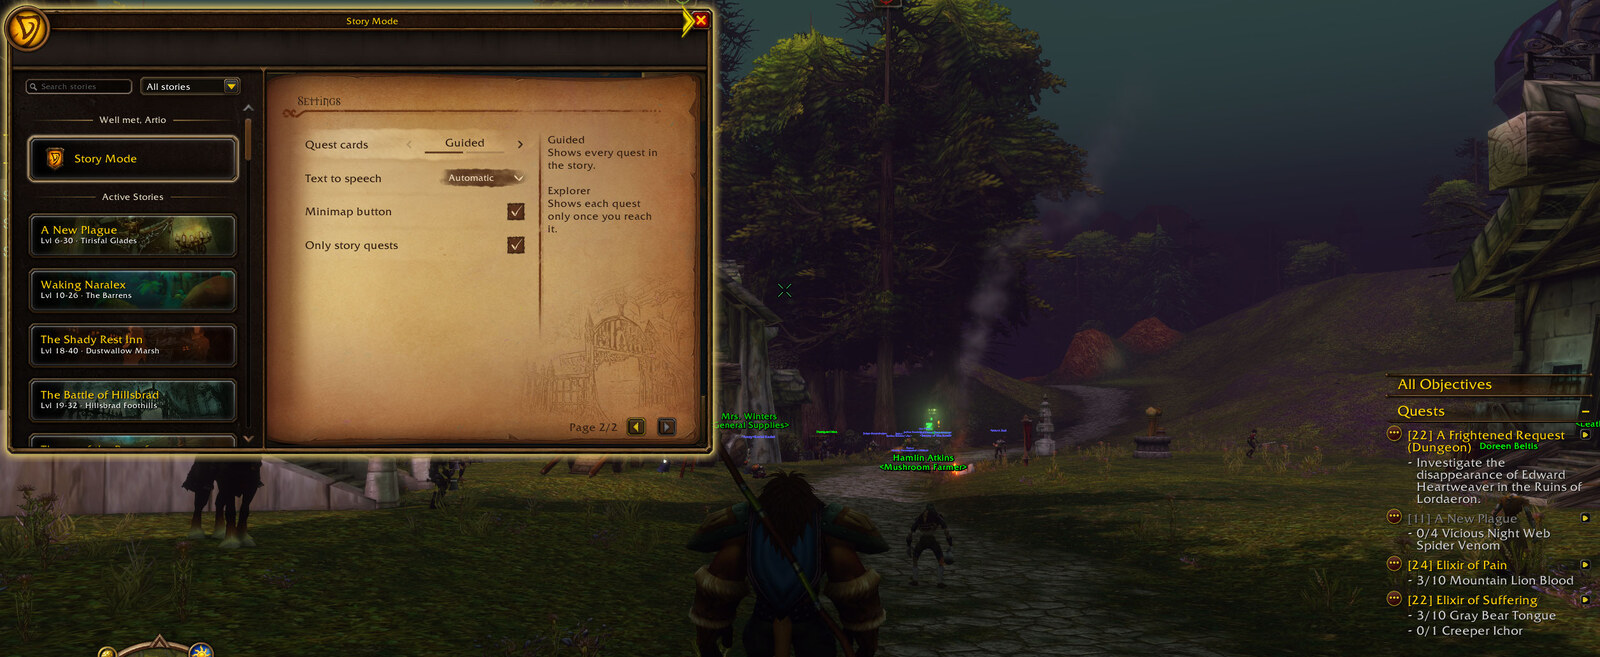 Story Mode
Search stories
All stories
Well met, Artio
Story Mode
Active Stories
A New Plague
Lvl 6-30 · Tirisfal Glades
Waking Naralex
Lvl 10-26 · The Barrens
The Shady Rest Inn
Lvl 18-40 · Dustwallow Marsh
The Battle of Hillsbrad
Lvl 19-32 · Hillsbrad Foothills
Settings
Quest cards
Guided
Text to speech
Automatic
Minimap button
Only story quests
Guided
Shows every quest in
the story.
Explorer
Shows each quest
only once you reach
it.
Page 2/2
Mrs. Winters
General Supplies>
Hamlin Atkins
<Mushroom Farmer>
All Objectives
Quests
[22] A Frightened Request
(Dungeon)
Doreen Beltis
- Investigate the
disappearance of Edward
Heartweaver in the Ruins of
Lordaeron.
[11] A New Plague
- 0/4 Vicious Night Web
Spider Venom
[24] Elixir of Pain
- 3/10 Mountain Lion Blood
[22] Elixir of Suffering
- 3/10 Gray Bear Tongue
- 0/1 Creeper Ichor